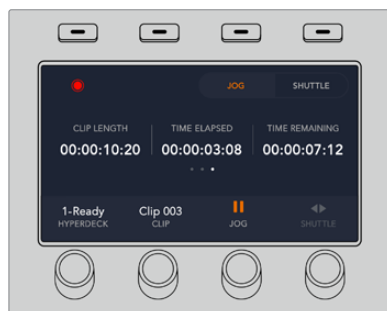 JOG SHUTTLE
CLIP LENGTH TIME ELAPSED TIME REMAINING
00:00:10:20 00:00:03:08 00:00:07:12
1-Ready Clip 003
HYPERDECK CLIP JOG SHUTTLE